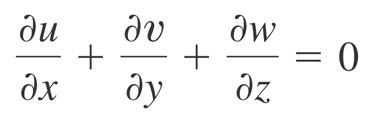 ∂u/∂x + ∂v/∂y + ∂w/∂z = 0